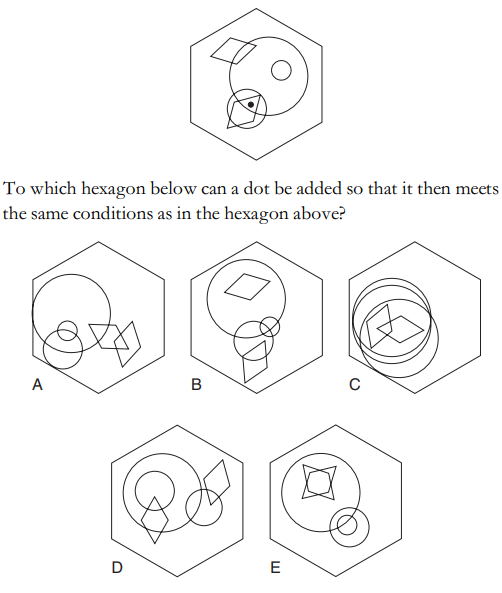 To which hexagon below can a dot be added so that it then meets
the same conditions as in the hexagon above?
A
B
C
D
E